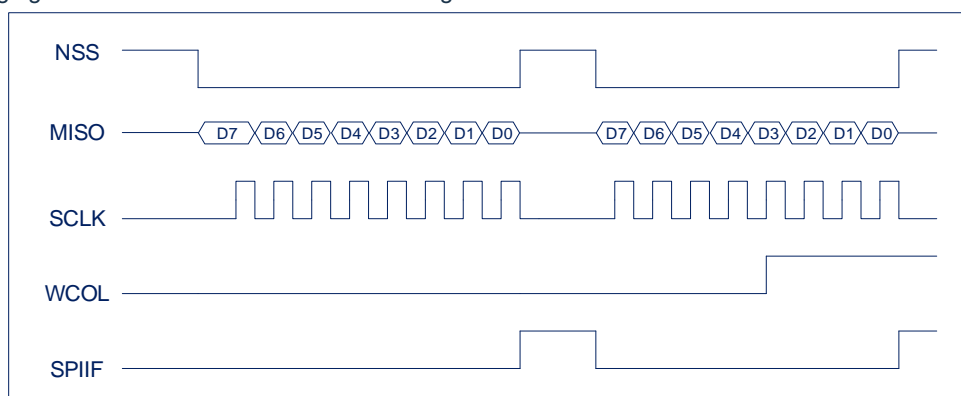 NSS
MISO D7 D6 D5 D4 D3 D2 D1 D0 D7 D6 D5 D4 D3 D2 D1 D0
SCLK
WCOL
SPIIF